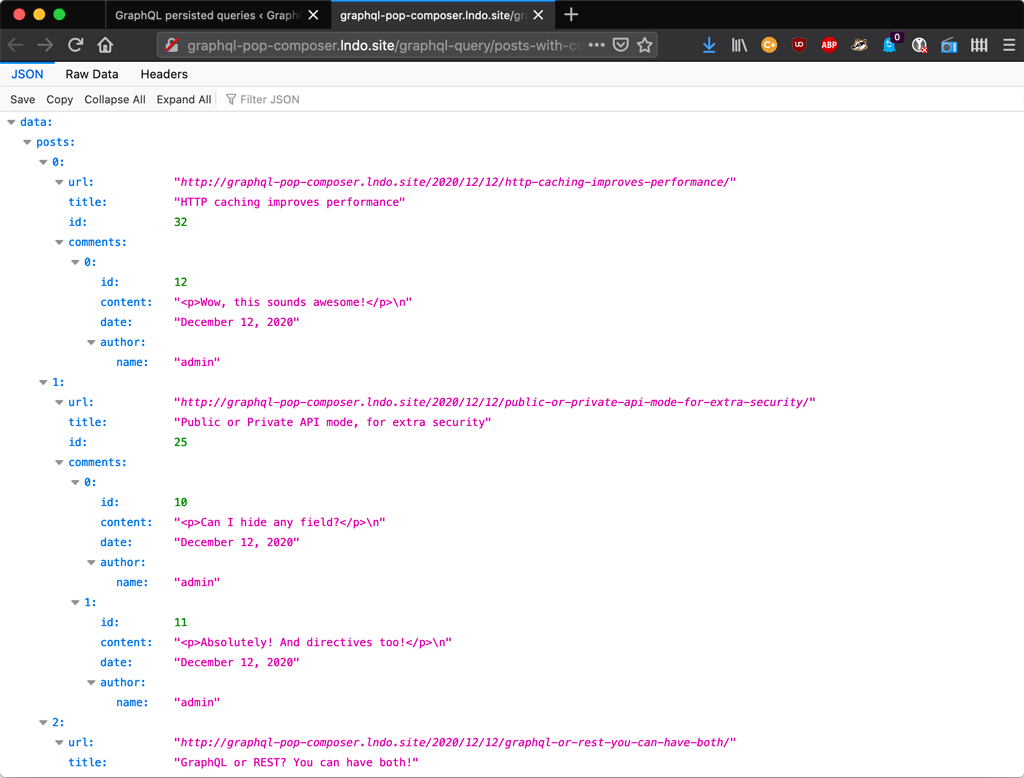 GraphQL persisted queries ‹ Graph
graphql-pop-composer.lndo.site/gr
graphql-pop-composer.lndo.site/graphql-query/posts-with-co
UD
ABP
0
JSON Raw Data Headers
Save Copy Collapse All Expand All Filter JSON
data:
posts:
0:
url: "http://graphql-pop-composer.lndo.site/2020/12/12/http-caching-improves-performance/"
title: "HTTP caching improves performance"
id: 32
comments:
0:
id: 12
content: "<p>Wow, this sounds awesome!</p>\n"
date: "December 12, 2020"
author:
name: "admin"
1:
url: "http://graphql-pop-composer.lndo.site/2020/12/12/public-or-private-api-mode-for-extra-security/"
title: "Public or Private API mode, for extra security"
id: 25
comments:
0:
id: 10
content: "<p>Can I hide any field?</p>\n"
date: "December 12, 2020"
author:
name: "admin"
1:
id: 11
content: "<p>Absolutely! And directives too!</p>\n"
date: "December 12, 2020"
author:
name: "admin"
2:
url: "http://graphql-pop-composer.lndo.site/2020/12/12/graphql-or-rest-you-can-have-both/"
title: "GraphQL or REST? You can have both!"